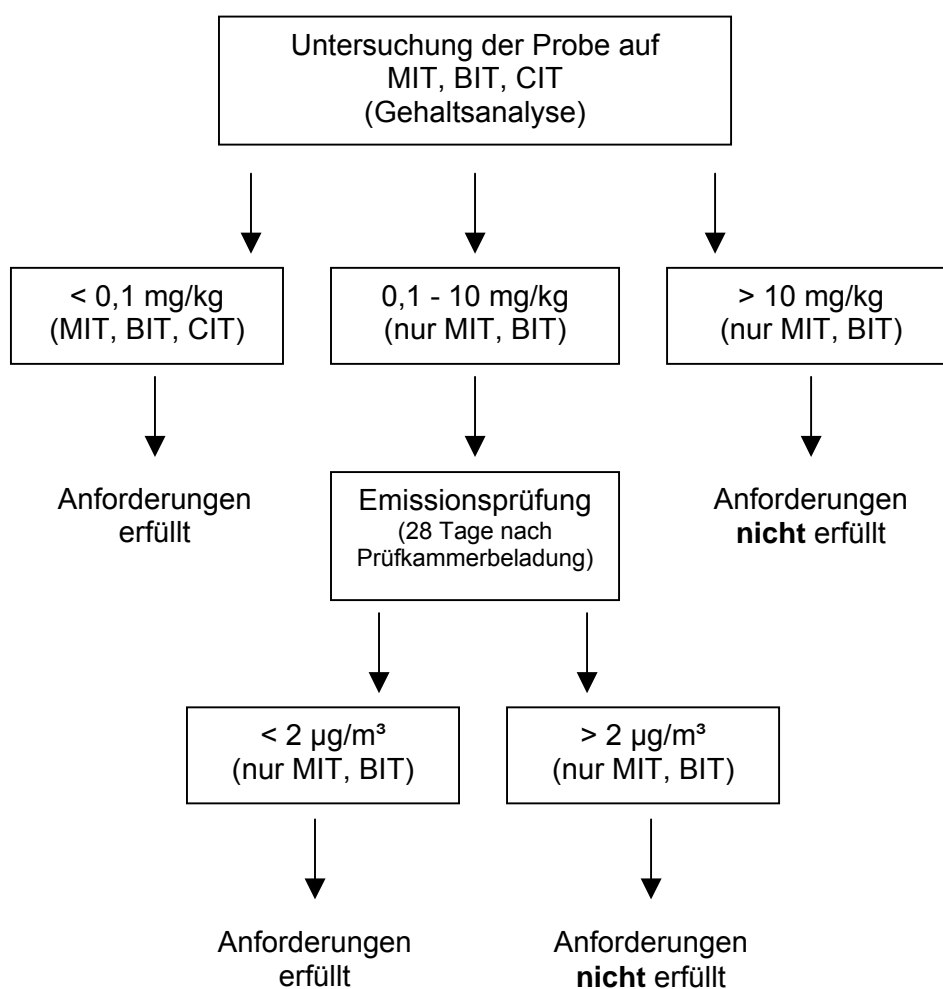 Untersuchung der Probe auf
MIT, BIT, CIT
(Gehaltsanalyse)
< 0,1 mg/kg
(MIT, BIT, CIT)
0,1 - 10 mg/kg
(nur MIT, BIT)
> 10 mg/kg
(nur MIT, BIT)
Anforderungen
erfüllt
Emissionsprüfung
(28 Tage nach
Prüfkammerbeladung)
Anforderungen
nicht erfüllt
< 2 µg/m³
(nur MIT, BIT)
> 2 µg/m³
(nur MIT, BIT)
Anforderungen
erfüllt
Anforderungen
nicht erfüllt